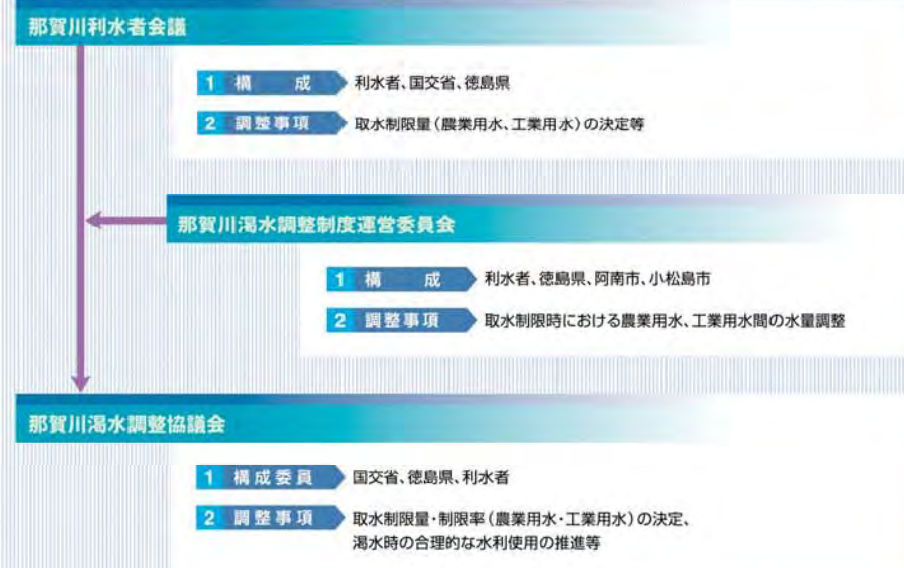 那賀川利水者会議
1 構 成 利水者、国交省、徳島県
2 調整事項 取水制限量(農業用水、工業用水)の決定等
那賀川渇水調整制度運営委員会
1 構 成 利水者、徳島県、阿南市、小松島市
2 調整事項 取水制限時における農業用水、工業用水間の水量調整
那賀川渇水調整協議会
1 構成委員 国交省、徳島県、利水者
2 調整事項 取水制限量・制限率(農業用水・工業用水)の決定、
渇水時の合理的な水利使用の推進等